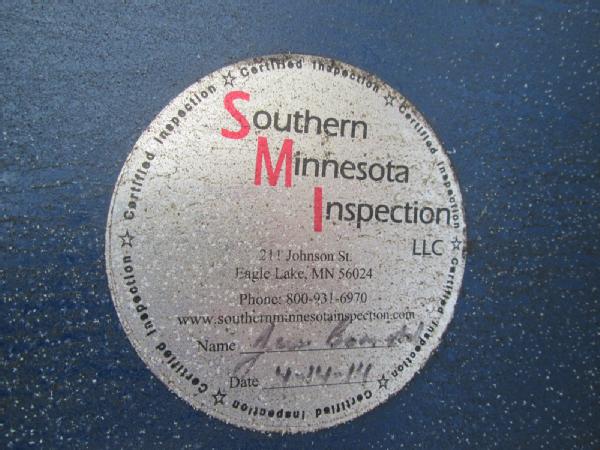 Certified Inspection ☆ Certified Inspection ☆ Certified Inspection ☆ Certified Inspection ☆ Certified Inspection ☆ Certified Inspection ☆
Southern
Minnesota
Inspection
LLC
211 Johnson St.
Eagle Lake, MN 56024
Phone: 800-931-6970
www.southernminnesotainspection.com
Name
Date 4-14-14